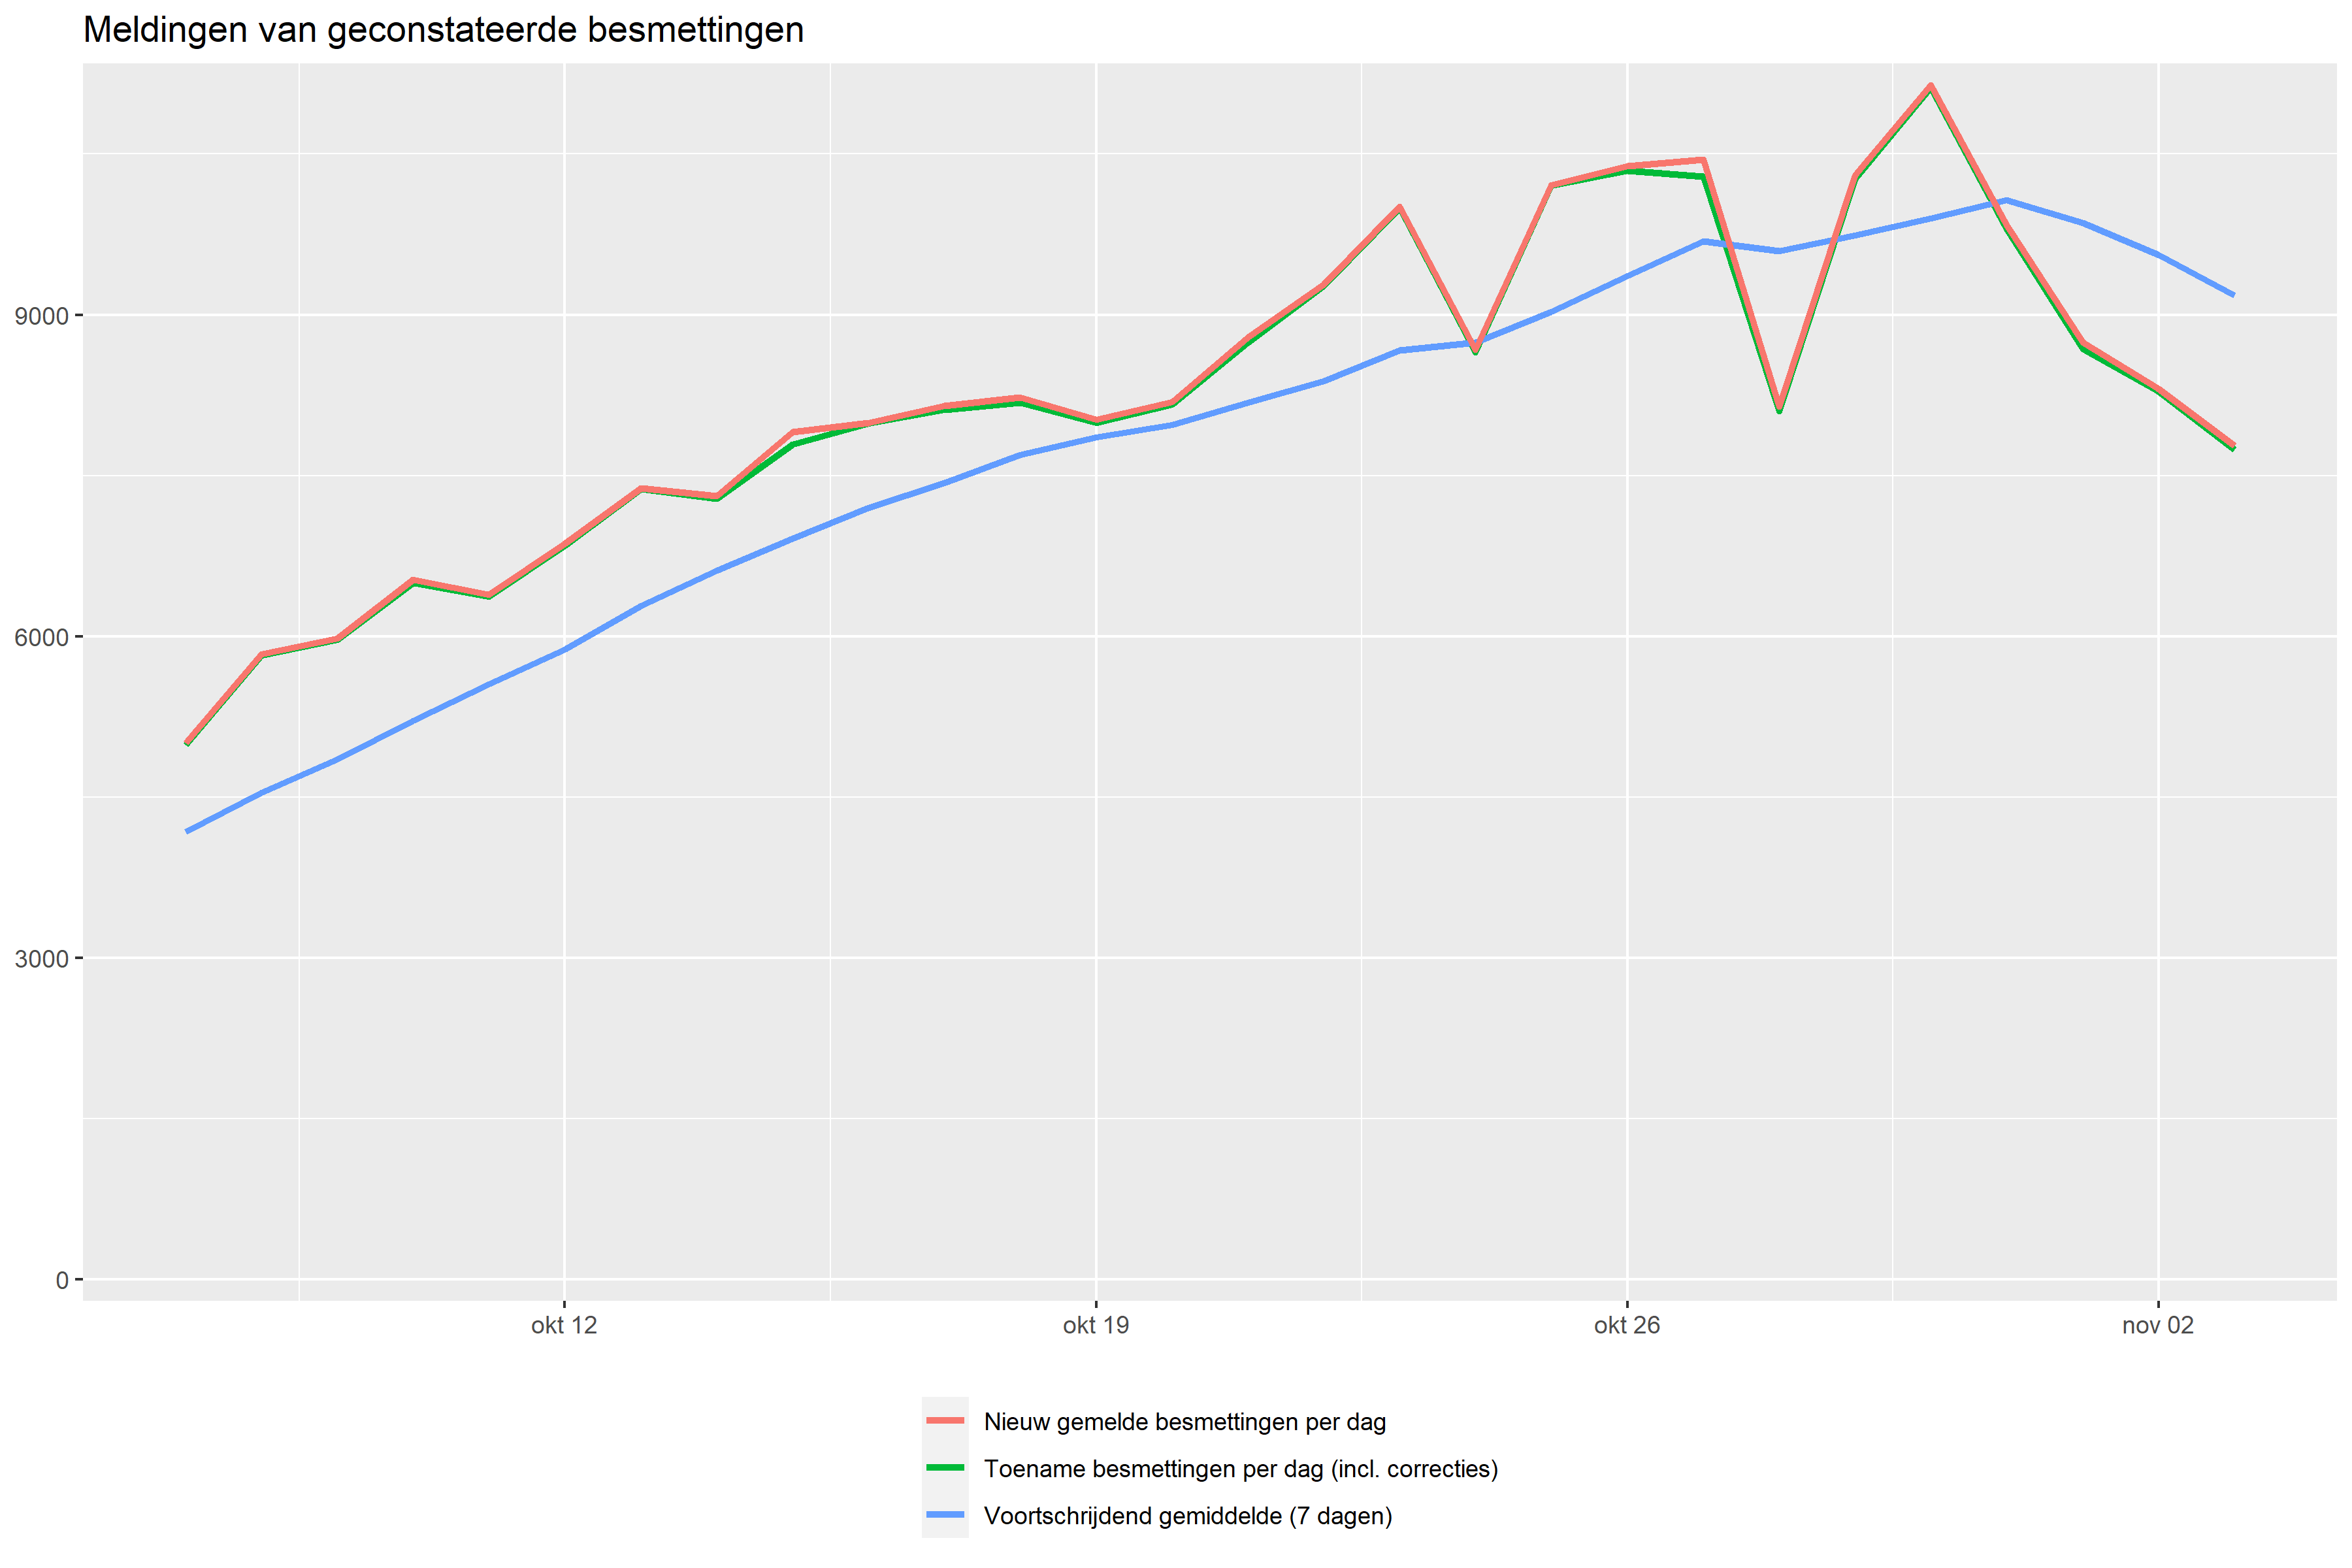 Meldingen van geconstateerde besmettingen
9000
6000
3000
0
okt 12 okt 19 okt 26 nov 02
Nieuw gemelde besmettingen per dag
Toename besmettingen per dag (incl. correcties)
Voortschrijdend gemiddelde (7 dagen)